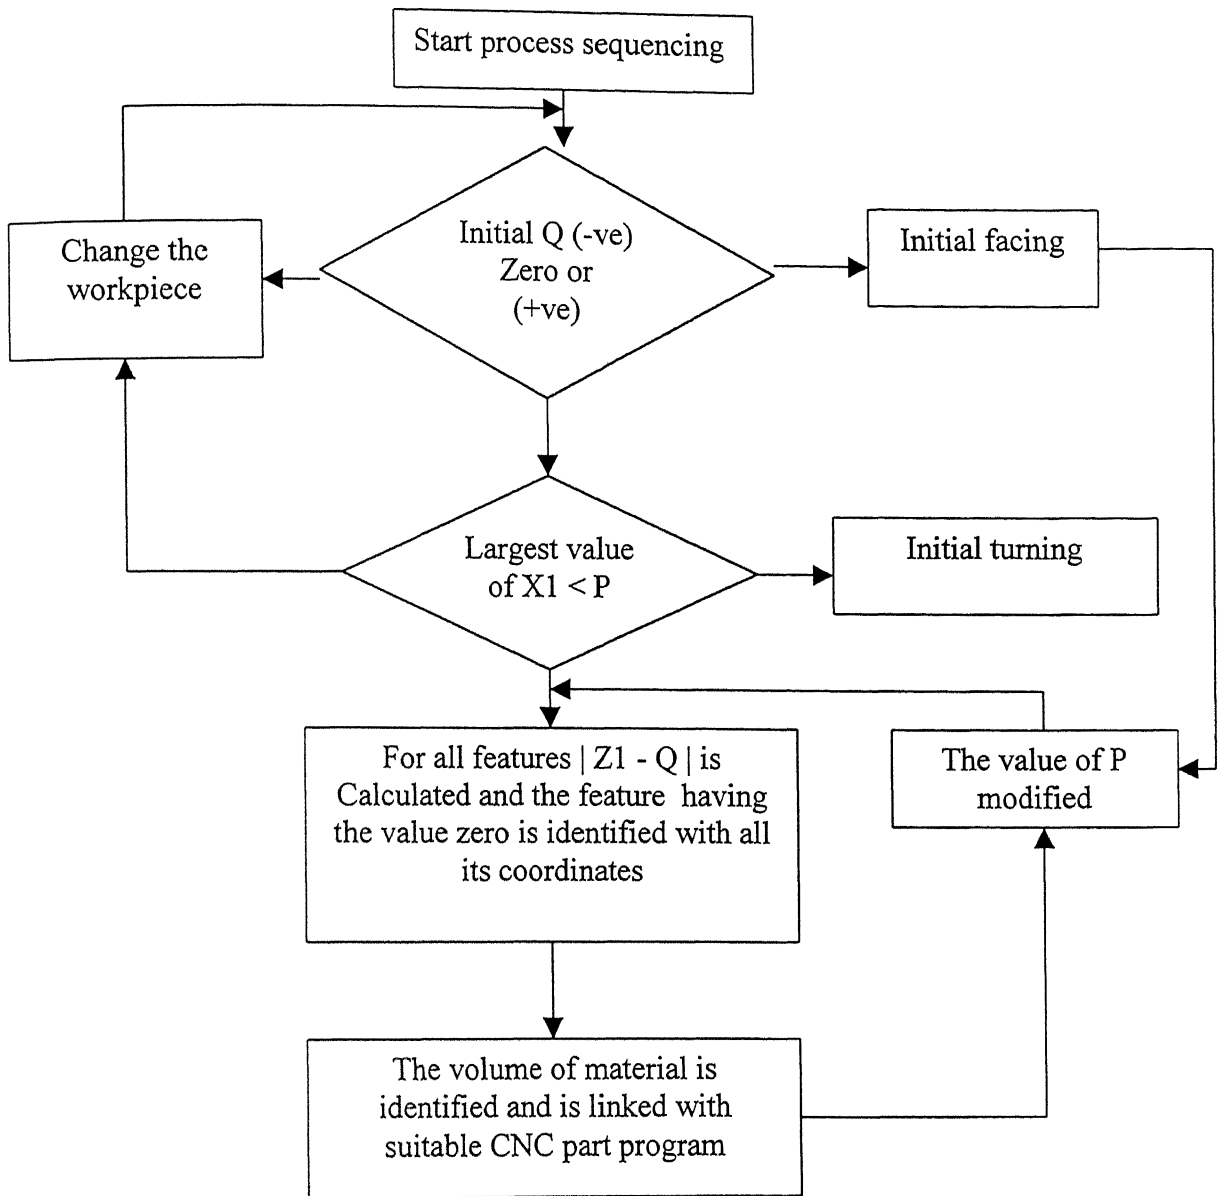 Start process sequencing
Change the
workpiece
Initial Q (-ve)
Zero or
(+ve)
Initial facing
Largest value
of X1 < P
Initial turning
For all features | Z1 - Q | is
Calculated and the feature having
the value zero is identified with all
its coordinates
The value of P
modified
The volume of material is
identified and is linked with
suitable CNC part program